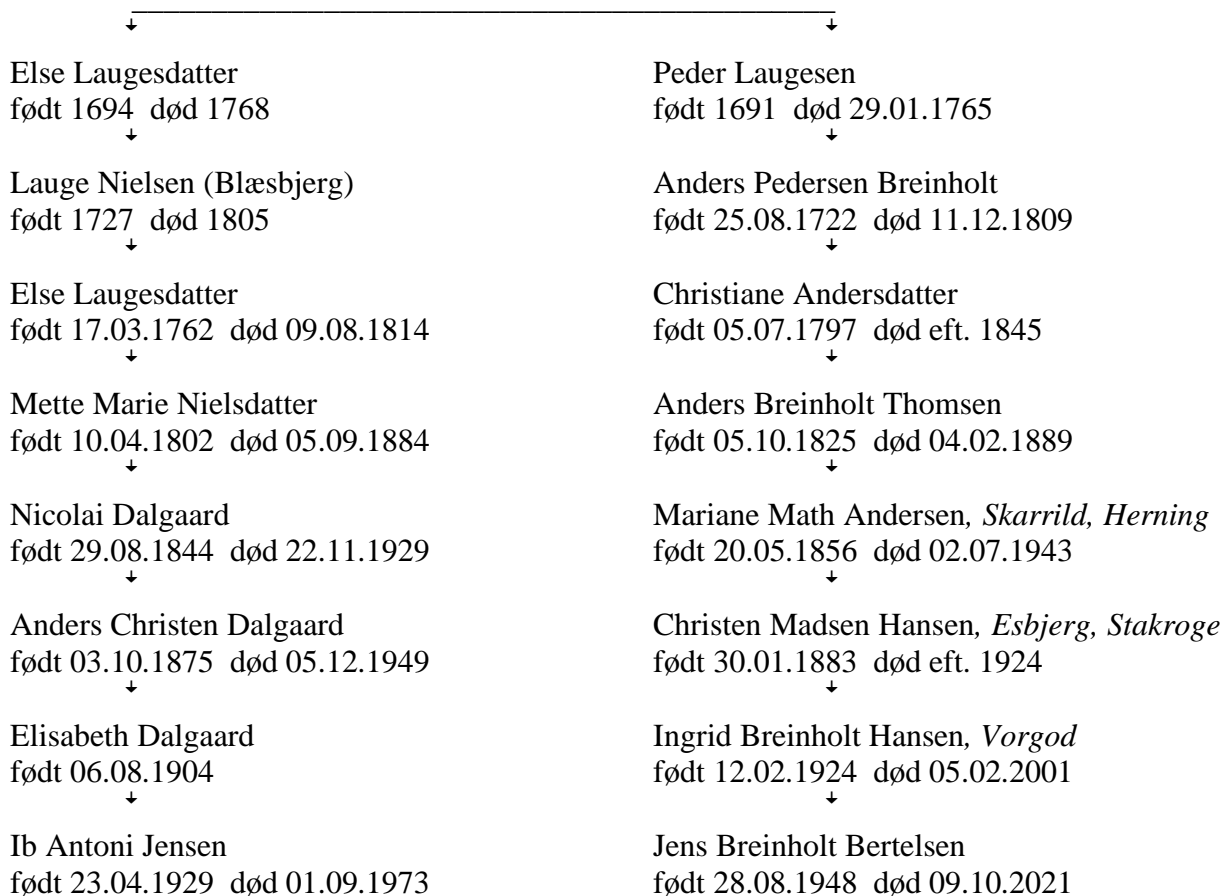 Else Laugesdatter
født 1694 død 1768
Lauge Nielsen (Blæsbjerg)
født 1727 død 1805
Else Laugesdatter
født 17.03.1762 død 09.08.1814
Mette Marie Nielsdatter
født 10.04.1802 død 05.09.1884
Nicolai Dalgaard
født 29.08.1844 død 22.11.1929
Anders Christen Dalgaard
født 03.10.1875 død 05.12.1949
Elisabeth Dalgaard
født 06.08.1904
Ib Antoni Jensen
født 23.04.1929 død 01.09.1973
Peder Laugesen
født 1691 død 29.01.1765
Anders Pedersen Breinholt
født 25.08.1722 død 11.12.1809
Christiane Andersdatter
født 05.07.1797 død eft. 1845
Anders Breinholt Thomsen
født 05.10.1825 død 04.02.1889
Mariane Math Andersen, Skarrild, Herning
født 20.05.1856 død 02.07.1943
Christen Madsen Hansen, Esbjerg, Stakroge
født 30.01.1883 død eft. 1924
Ingrid Breinholt Hansen, Vorgod
født 12.02.1924 død 05.02.2001
Jens Breinholt Bertelsen
født 28.08.1948 død 09.10.2021